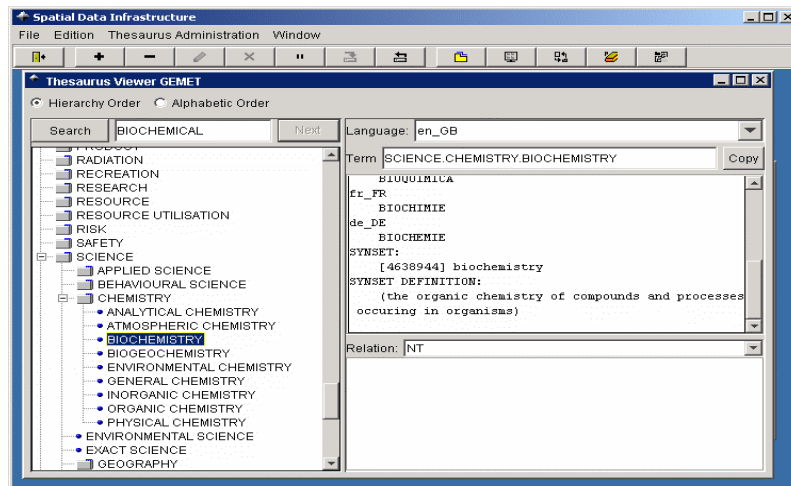 Spatial Data Infrastructure
File Edition Thesaurus Administration Window
Thesaurus Viewer GEMET
Hierarchy Order Alphabetic Order
Search BIOCHEMICAL Next
PRODUCT
RADIATION
RECREATION
RESEARCH
RESOURCE
RESOURCE UTILISATION
RISK
SAFETY
SCIENCE
APPLIED SCIENCE
BEHAVIOURAL SCIENCE
CHEMISTRY
ANALYTICAL CHEMISTRY
ATMOSPHERIC CHEMISTRY
BIOCHEMISTRY
BIOGEOCHEMISTRY
ENVIRONMENTAL CHEMISTRY
GENERAL CHEMISTRY
INORGANIC CHEMISTRY
ORGANIC CHEMISTRY
PHYSICAL CHEMISTRY
ENVIRONMENTAL SCIENCE
EXACT SCIENCE
GEOGRAPHY
Language: en_GB
Term SCIENCE.CHEMISTRY.BIOCHEMISTRY Copy
BIOQUIMICA
fr_FR
BIOCHIMIE
de_DE
BIOCHEMIE
SYNSET:
[4638944] biochemistry
SYNSET DEFINITION:
(the organic chemistry of compounds and processes
occuring in organisms)
Relation: NT